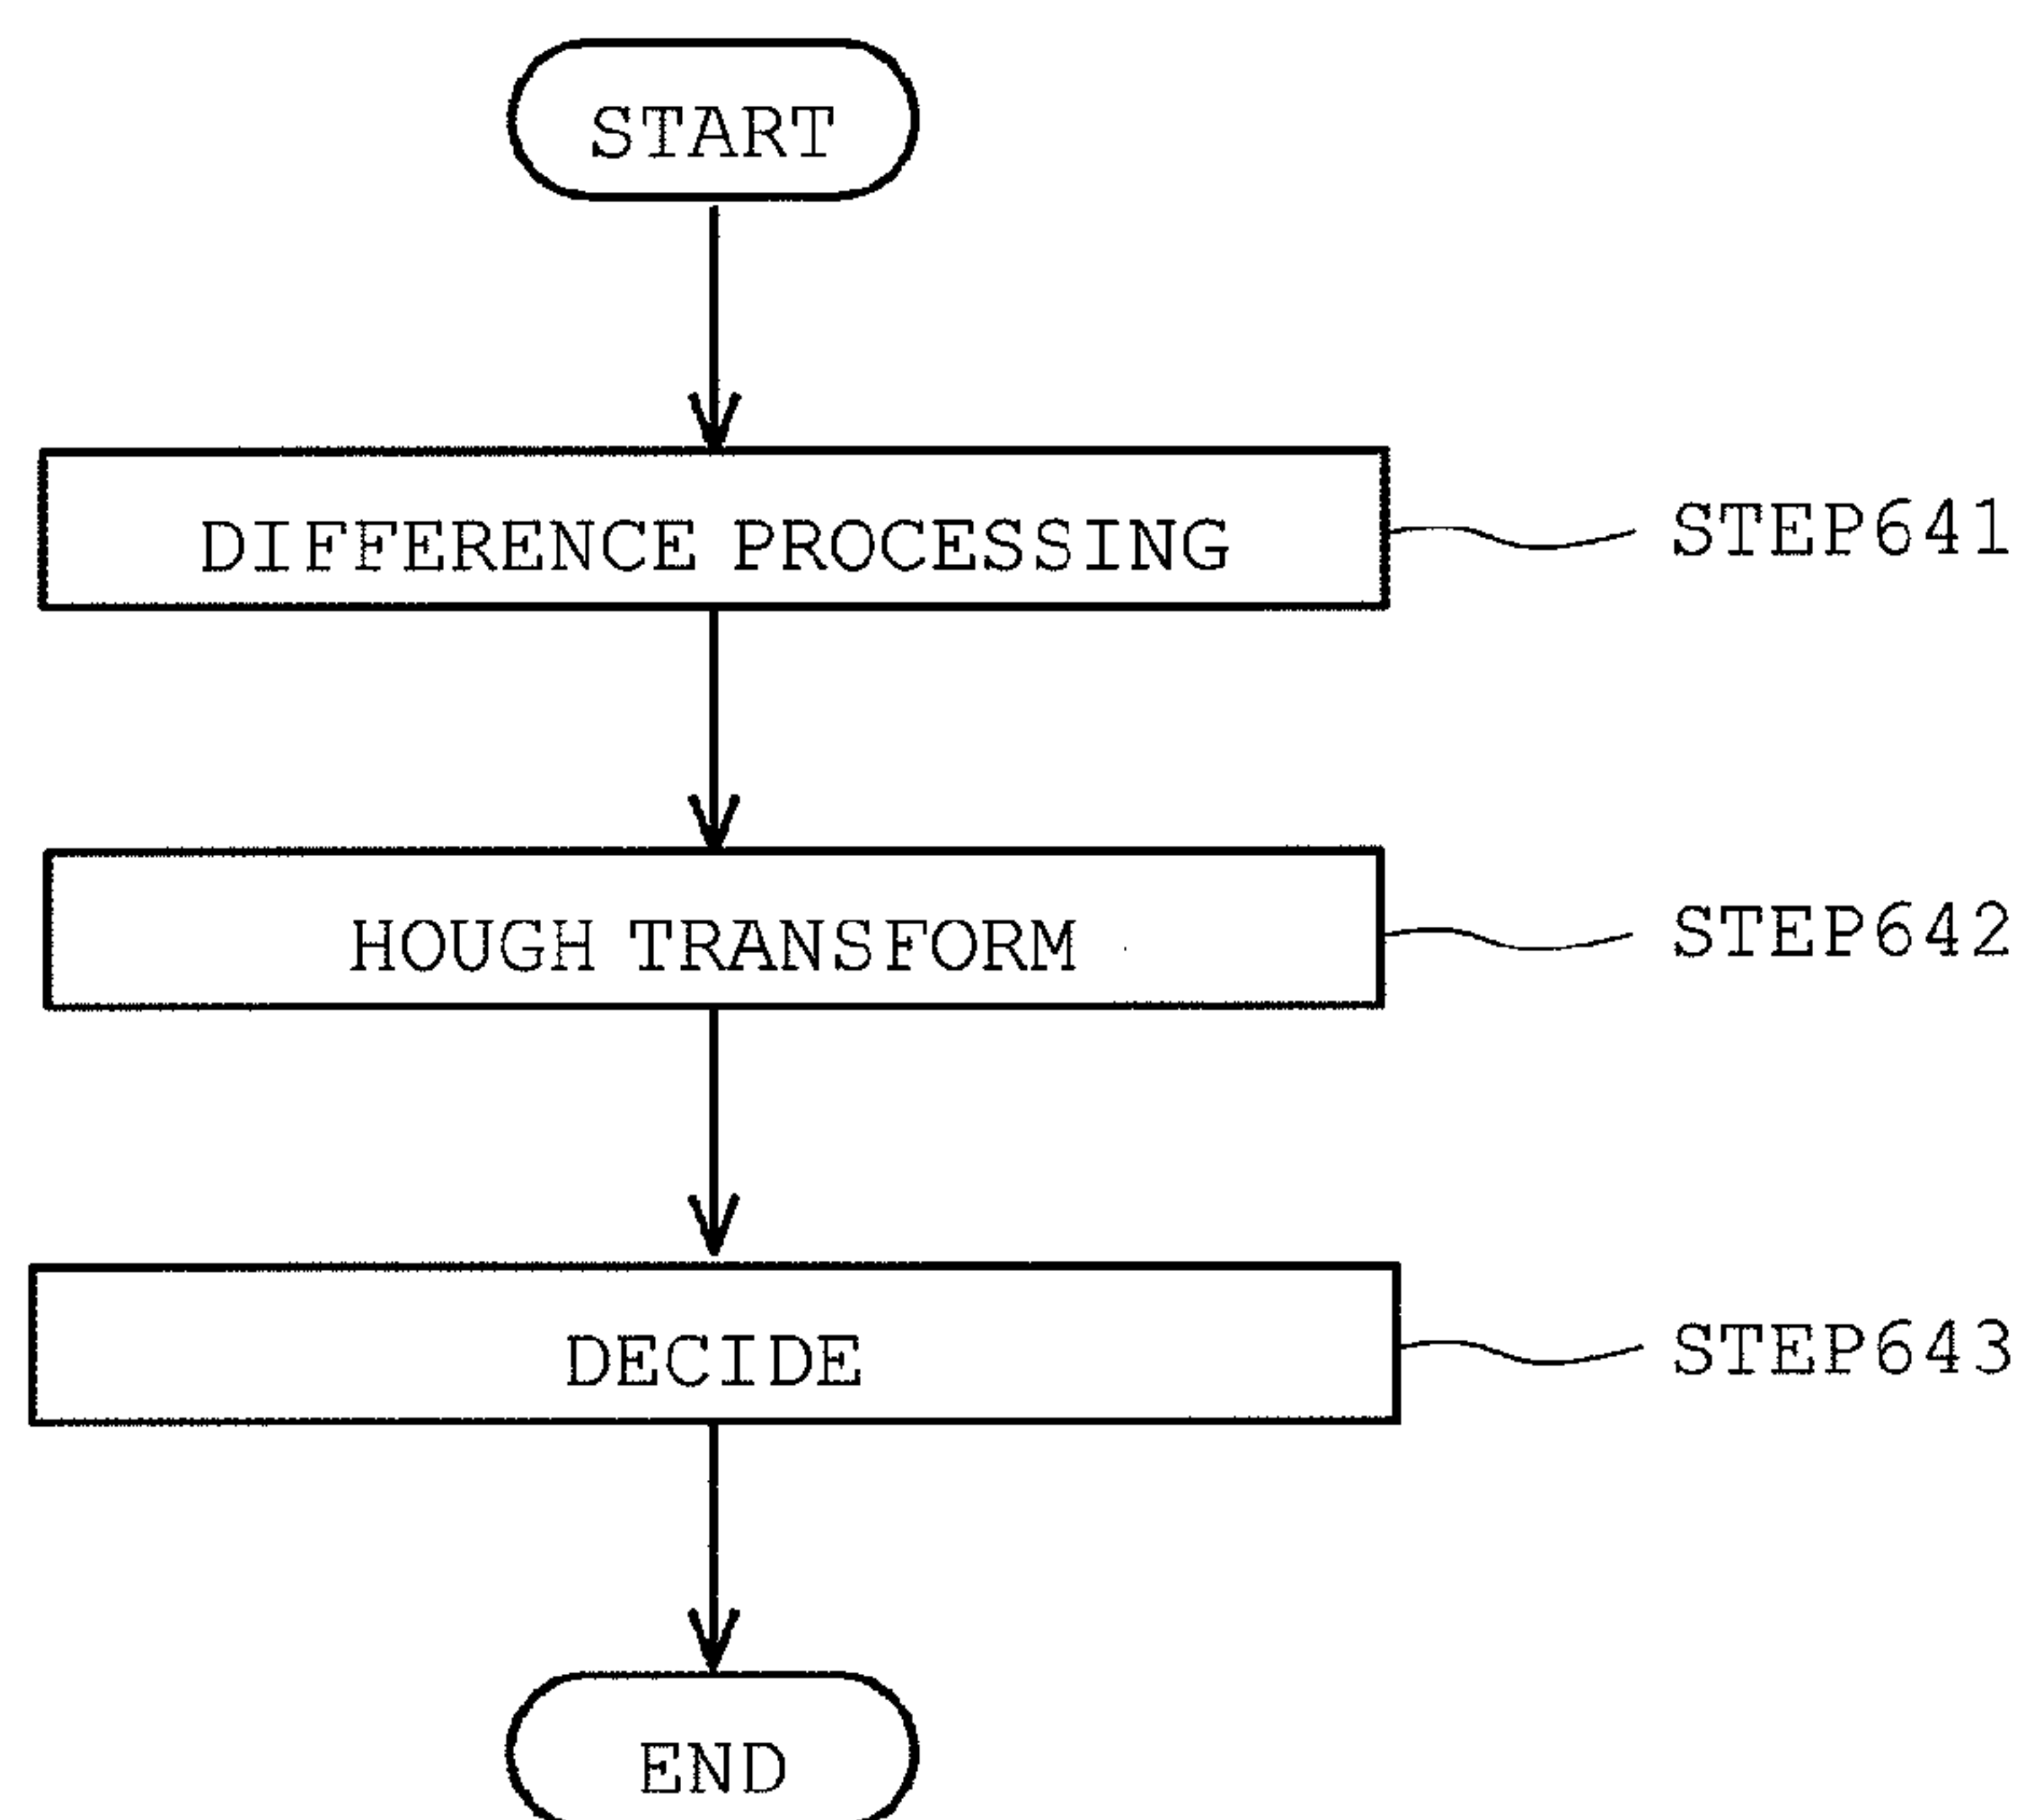 START
DIFFERENCE PROCESSING STEP641
HOUGH TRANSFORM STEP642
DECIDE STEP643
END